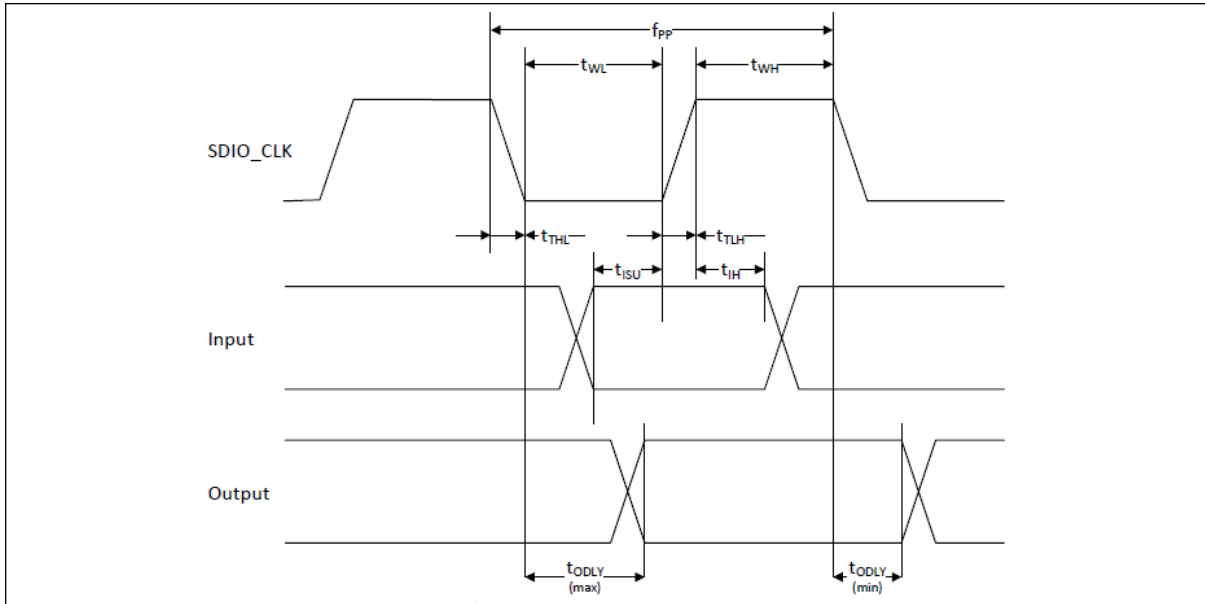 fPP
tWL
tWH
SDIO_CLK
tTHL
tTLH
tISU
tIH
Input
Output
tODLY
(max)
tODLY
(min)